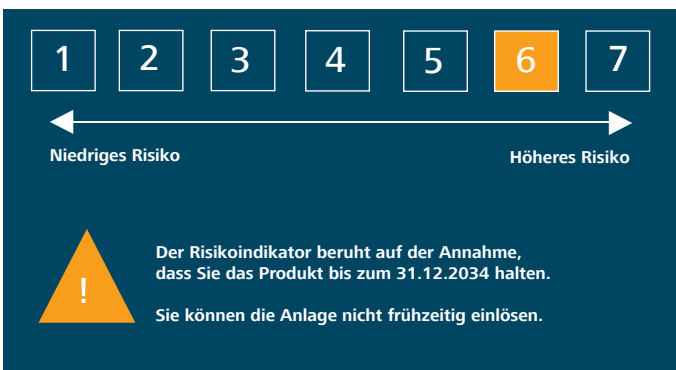 1 2 3 4 5 6 7
Niedriges Risiko Höheres Risiko
!
Der Risikoindikator beruht auf der Annahme,
dass Sie das Produkt bis zum 31.12.2034 halten.
Sie können die Anlage nicht frühzeitig einlösen.